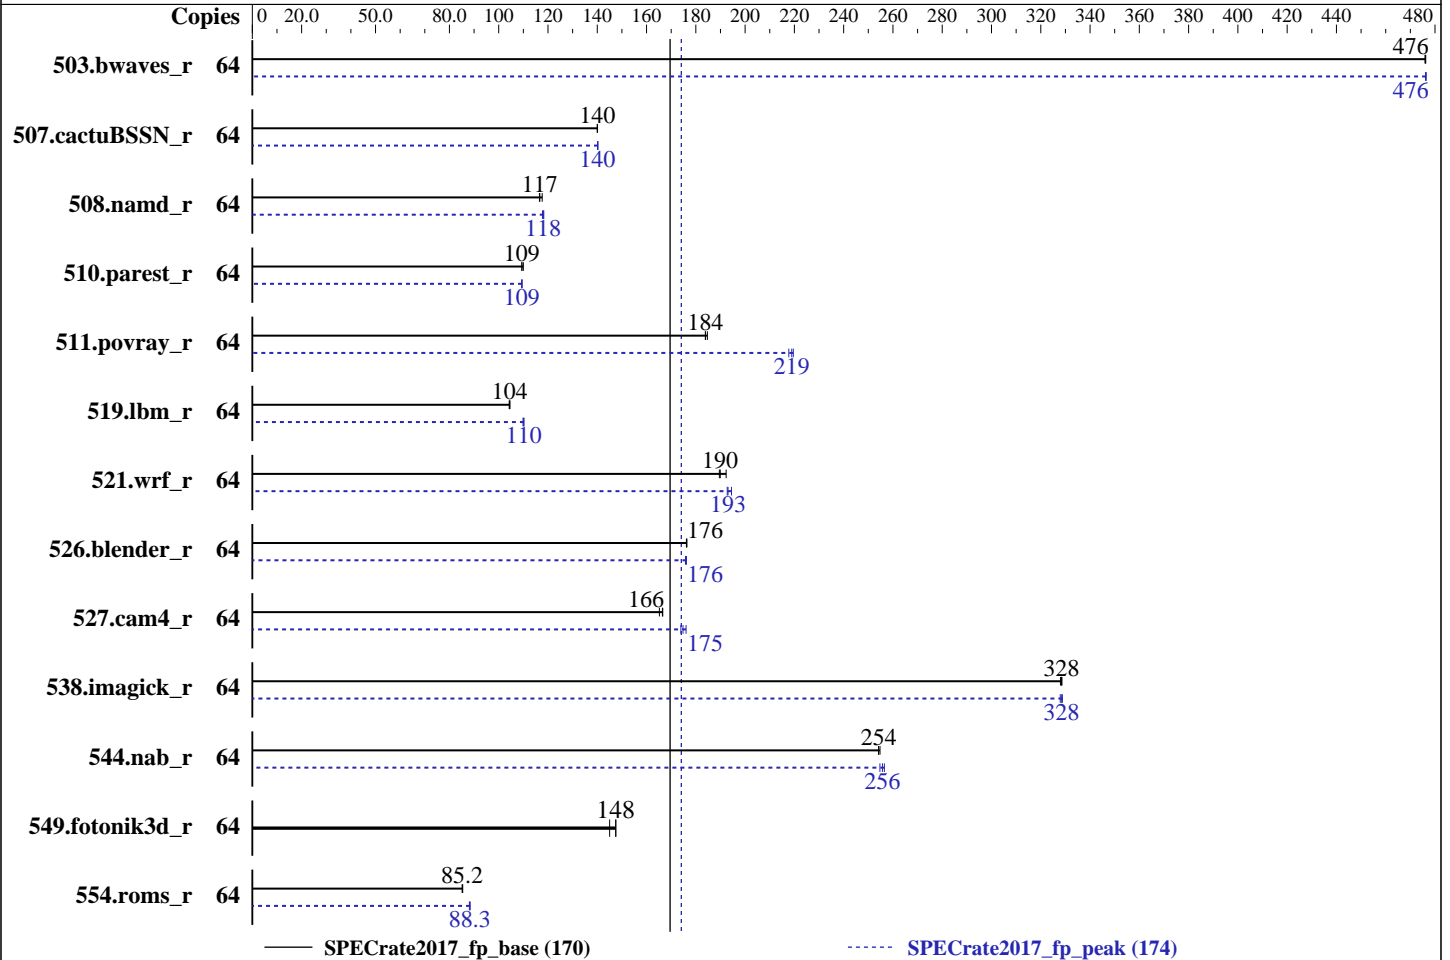 Copies 0 20.0 50.0 80.0 100 120 140 160 180 200 220 240 260 280 300 320 340 360 380 400 420 440 480
503.bwaves_r 64 476
476
507.cactuBSSN_r 64 140
140
508.namd_r 64 117
118
510.parest_r 64 109
109
511.povray_r 64 184
219
519.lbm_r 64 104
110
521.wrf_r 64 190
193
526.blender_r 64 176
176
527.cam4_r 64 166
175
538.imagick_r 64 328
328
544.nab_r 64 254
256
549.fotonik3d_r 64 148
554.roms_r 64 85.2
88.3
SPECrate2017_fp_base (170) SPECrate2017_fp_peak (174)